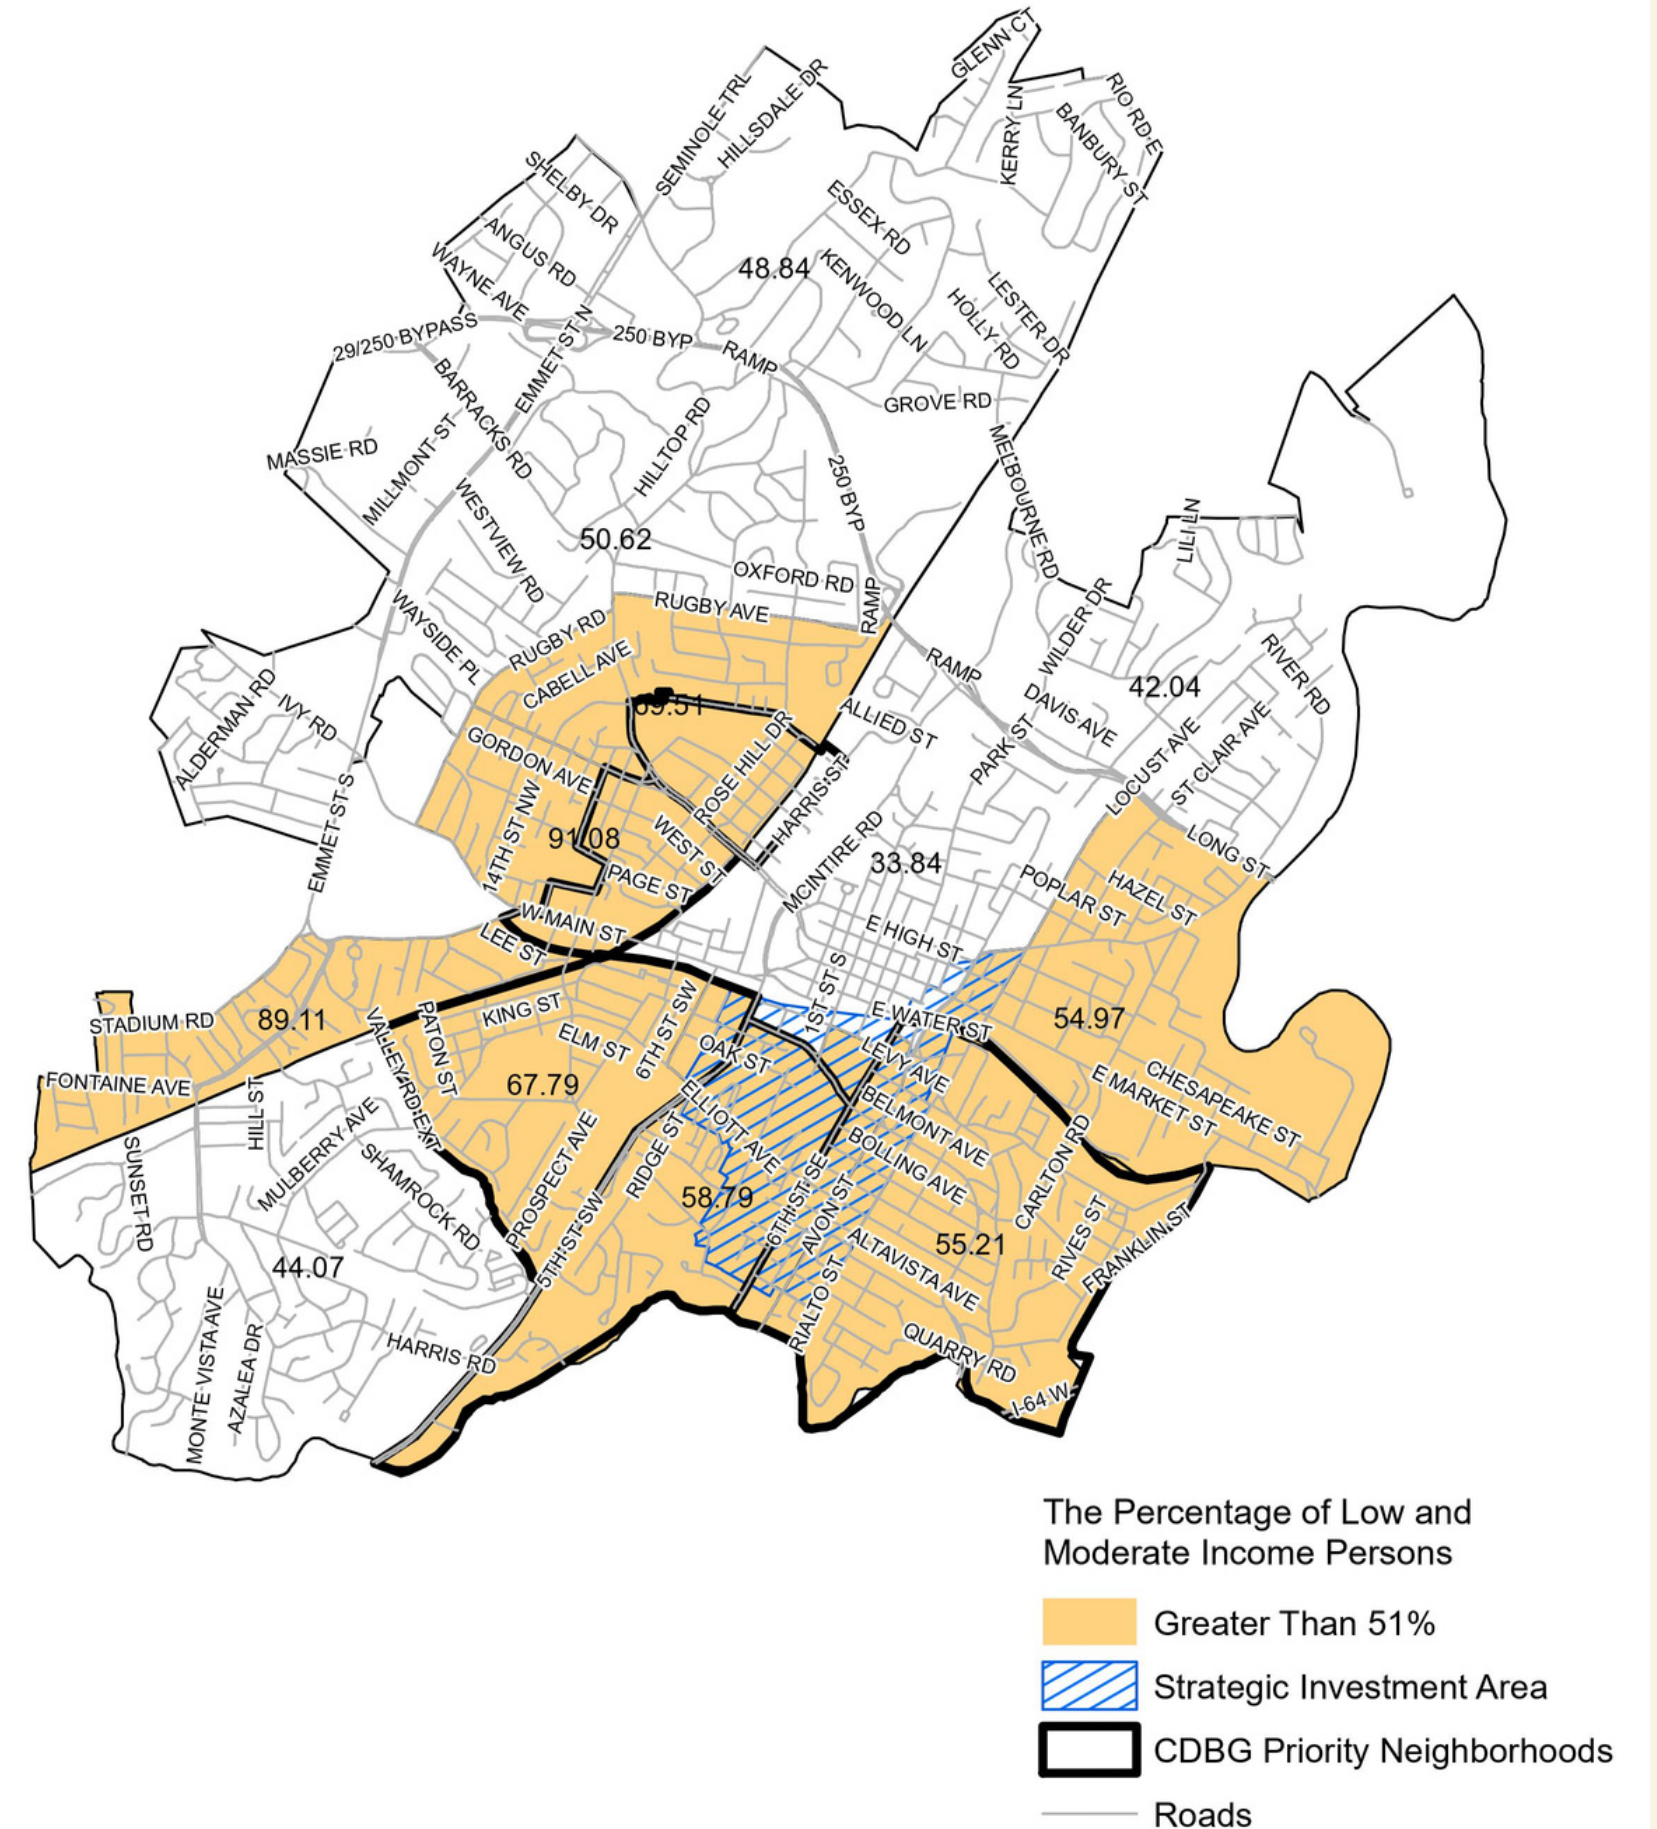 GLENN CT
SEMINOLE TRL
HILLSDALE DR
KERRY LN
RIO RD E
BANBURY ST
SHELBY DR
ESSEX RD
ANGUS RD
WAYNE AVE
48.84
KENWOOD LN
LESTER DR
HOLLY RD
29/250 BYPASS
EMMET ST N
250 BYP
RAMP
BARRACKS RD
GROVE RD
MASSIE RD
MILLMONT ST
HILLTOP RD
250 BYP
MELBOURNE RD
WESTVIEW RD
50.62
LILI LN
OXFORD RD
RAMP
WAYSIDE PL
RUGBY AVE
RUGBY RD
WILDER DR
RIVER RD
CABELL AVE
RAMP
42.04
ALDERMAN RD
IVY RD
DAVIS AVE
ALLIED ST
PARK ST
GORDON AVE
ROSE HILL DR
LOCUST AVE
ST CLAIR AVE
HARRIS ST
EMMET ST S
14TH ST NW
91.08
WEST ST
MCINTIRE RD
33.84
LONG ST
PAGE ST
POPLAR ST
HAZEL ST
W MAIN ST
LEE ST
E HIGH ST
1ST ST S
STADIUM RD
89.11
VALLEY RD EXT
PATON ST
KING ST
ELM ST
6TH ST SW
OAK ST
E WATER ST
54.97
LEVY AVE
FONTAINE AVE
67.79
E MARKET ST
CHESAPEAKE ST
HILL ST
MULBERRY AVE
ELLIOTT AVE
BELMONT AVE
SUNSET RD
SHAMROCK RD
PROSPECT AVE
RIDGE ST
BOLLING AVE
CARLTON RD
58.79
6TH ST SE
AVON ST
5TH ST SW
55.21
RIVES ST
FRANKLIN ST
44.07
ALTAVISTA AVE
MONTE VISTA AVE
AZALEA DR
HARRIS RD
RIALTO ST
QUARRY RD
I-64 W
The Percentage of Low and
Moderate Income Persons
Greater Than 51%
Strategic Investment Area
CDBG Priority Neighborhoods
Roads